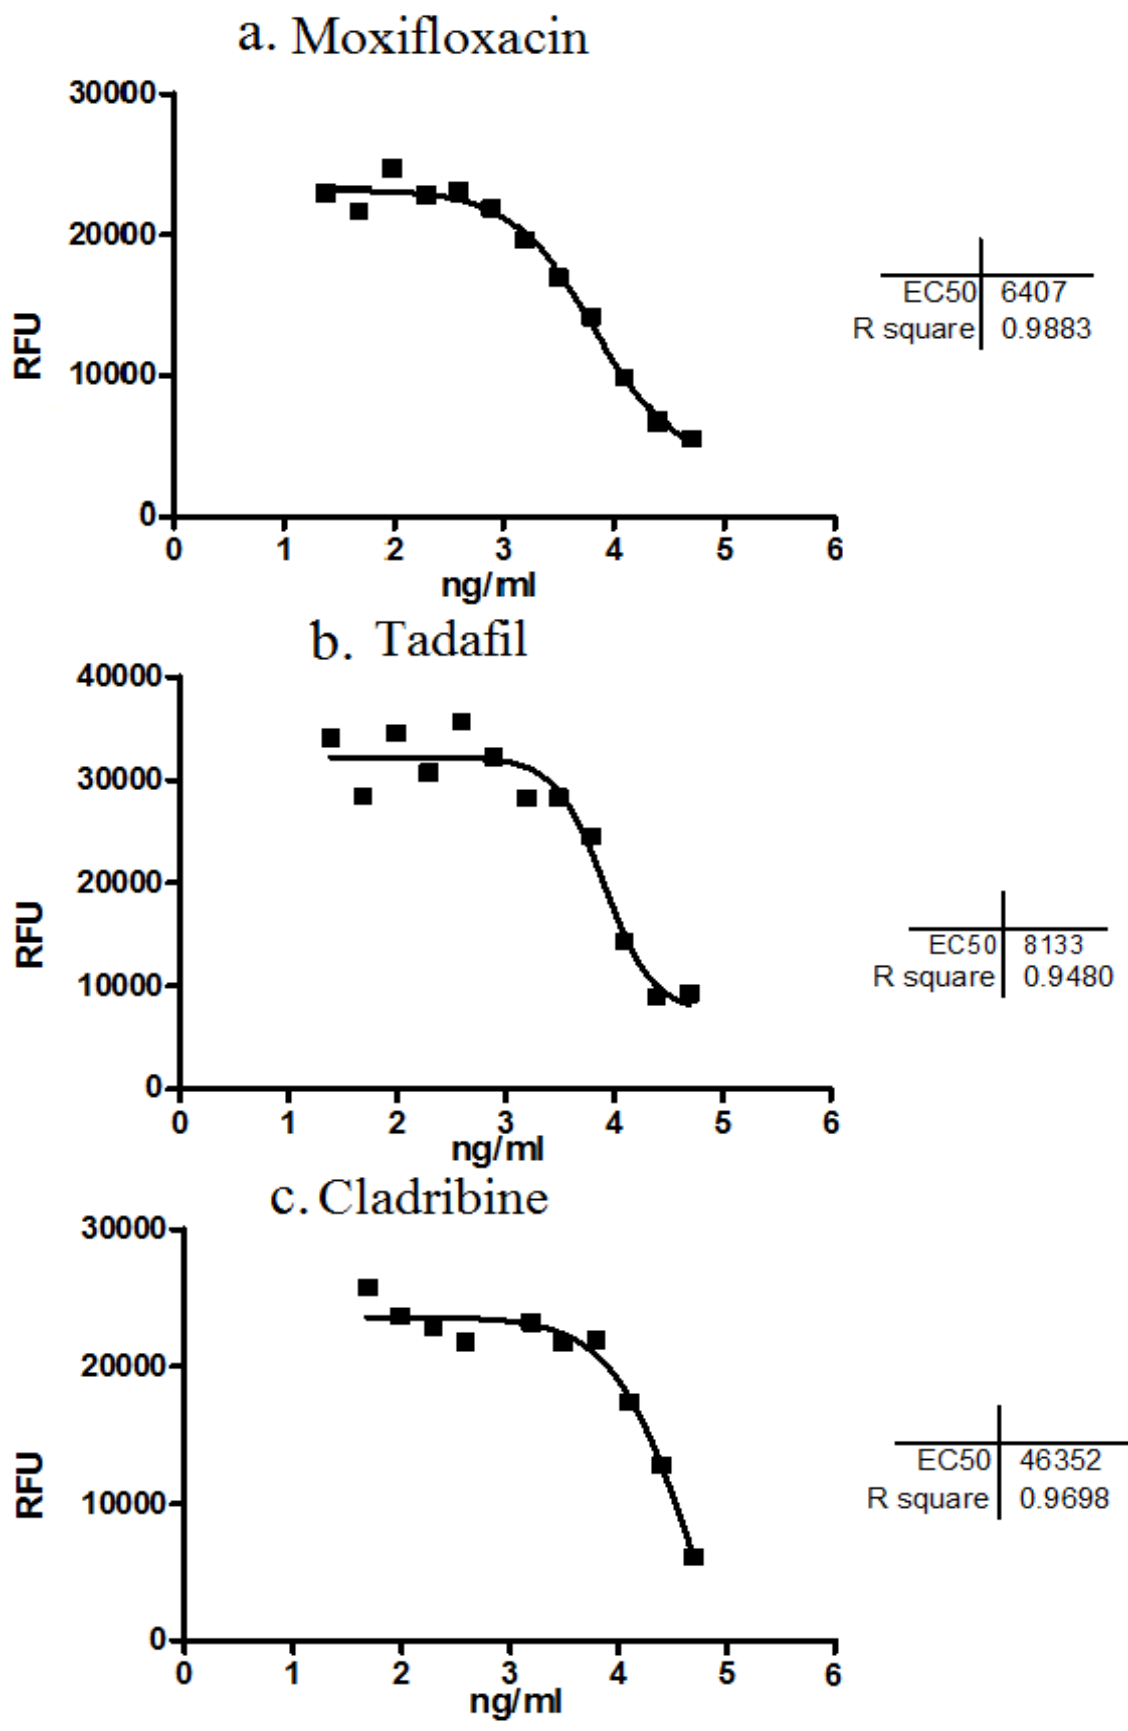 a. Moxifloxacin
30000
20000
10000
0
RFU
0 1 2 3 4 5 6
ng/ml
EC50 6407
R square 0.9883
b. Tadafil
40000
30000
20000
10000
0
RFU
0 1 2 3 4 5 6
ng/ml
EC50 8133
R square 0.9480
c. Cladribine
30000
20000
10000
0
RFU
0 1 2 3 4 5 6
ng/ml
EC50 46352
R square 0.9698